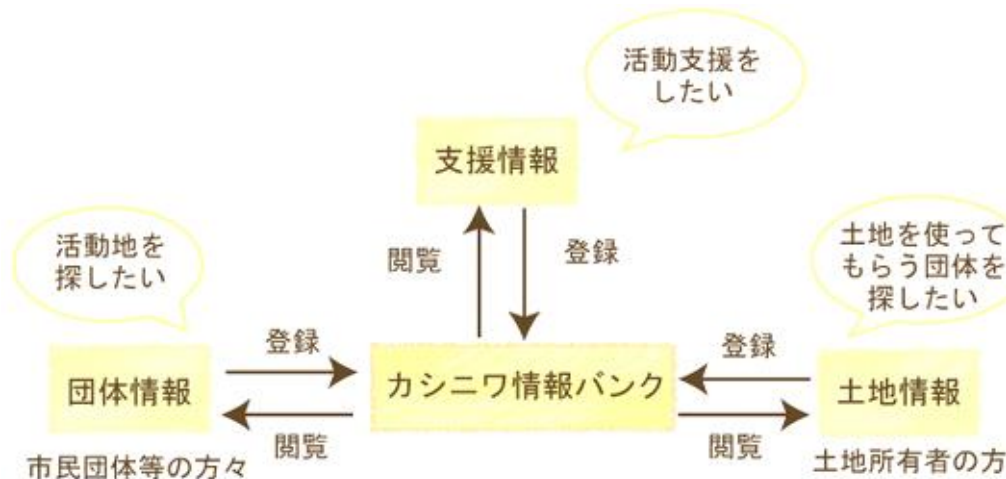 活動支援を
したい
支援情報
閲覧
登録
活動地を
探したい
土地を使って
もらう団体を
探したい
登録
登録
団体情報
カシニワ情報バンク
土地情報
閲覧
閲覧
市民団体等の方々
土地所有者の方